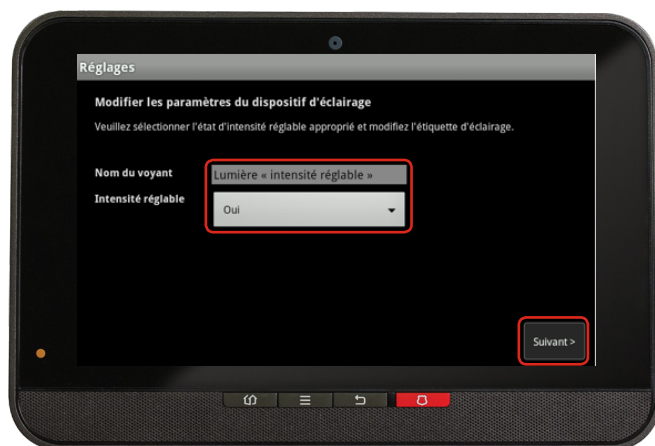 Réglages
Modifier les paramètres du dispositif d'éclairage
Veuillez sélectionner l'état d'intensité réglable approprié et modifiez l'étiquette d'éclairage.
Nom du voyant
Lumière « intensité réglable »
Intensité réglable
Oui
Suivant >